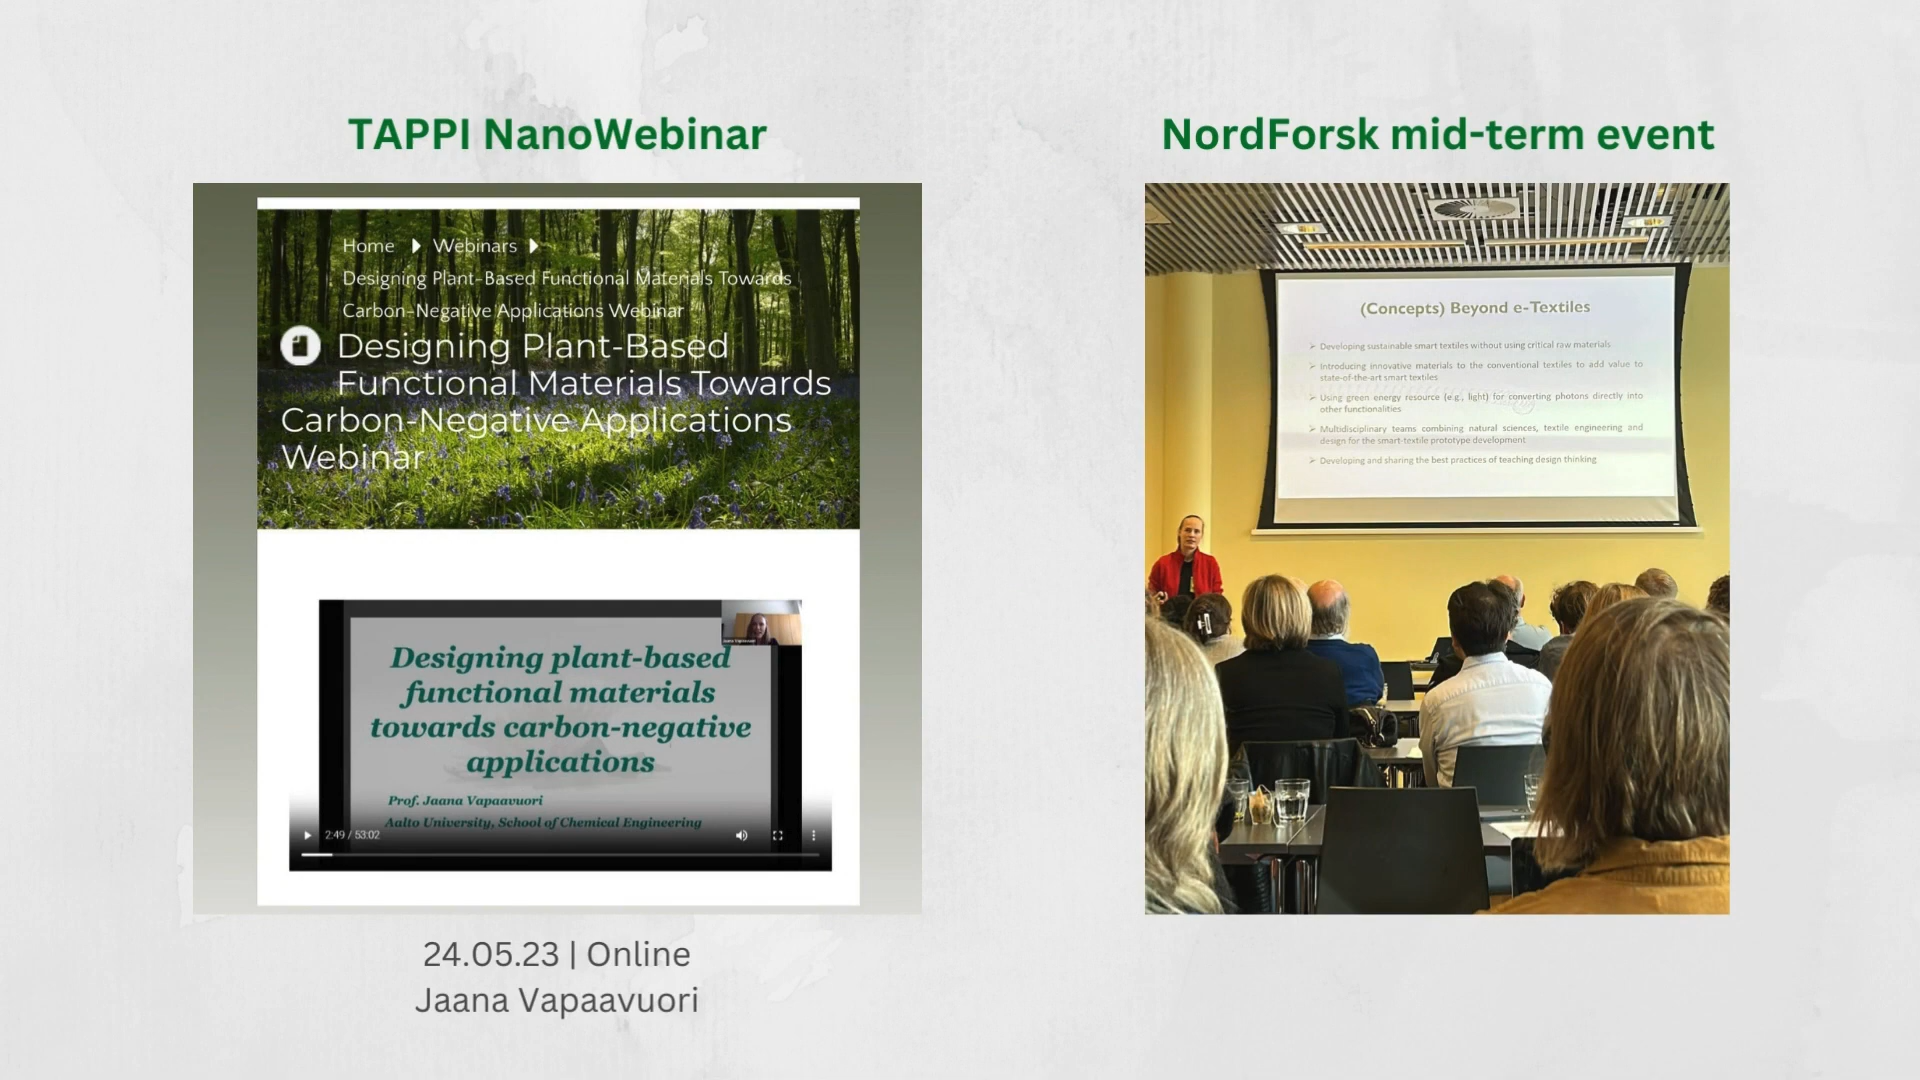 TAPPI NanoWebinar
Home Webinars
Designing Plant-Based Functional Materials Towards
Carbon-Negative Applications Webinar
Designing Plant-Based
Functional Materials Towards
Carbon-Negative Applications
Webinar
Designing plant-based
functional materials
towards carbon-negative
applications
Prof. Jaana Vapaavuori
Aalto University, School of Chemical Engineering
2:49 / 53:02
24.05.23 | Online
Jaana Vapaavuori
NordForsk mid-term event
(Concepts) Beyond e-Textiles
➢ Developing sustainable smart textiles without using critical raw materials
➢ Introducing innovative materials to the conventional textiles to add value to
state-of-the-art smart textiles
➢ Using green energy resource (e.g., light) for converting photons directly into
other functionalities
➢ Multidisciplinary teams combining natural sciences, textile engineering and
design for the smart-textile prototype development
➢ Developing and sharing the best practices of teaching design thinking